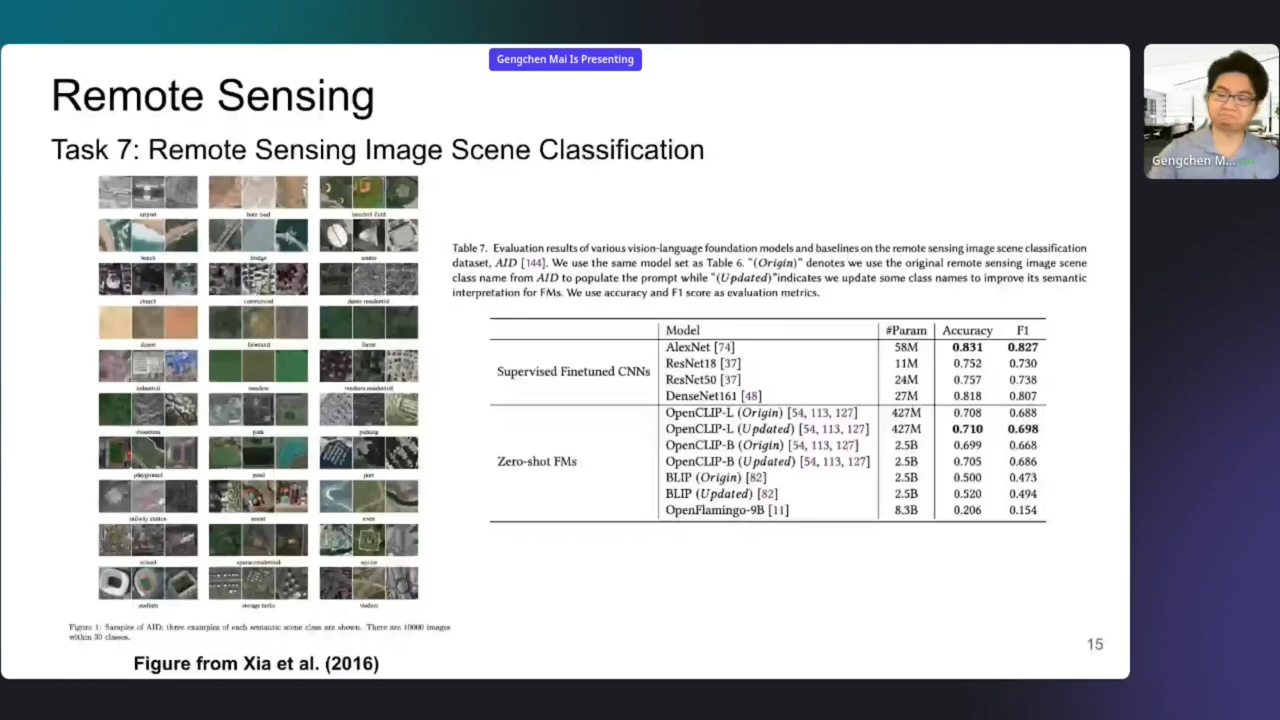 Gengchen Mai Is Presenting
Remote Sensing
Task 7: Remote Sensing Image Scene Classification
airport bare land baseball field
beach bridge center
church commercial dense residential
desert farmland forest
industrial meadow medium residential
mountain park parking
playground pond port
railway station resort river
school sparse residential square
stadium storage tanks viaduct
Figure 1: Samples of AID: three examples of each semantic scene class are shown. There are 10000 images
within 30 classes.
Figure from Xia et al. (2016)
Table 7. Evaluation results of various vision-language foundation models and baselines on the remote sensing image scene classification
dataset, AID [144]. We use the same model set as Table 6. "(Origin)" denotes we use the original remote sensing image scene
class name from AID to populate the prompt while "(Updated)"indicates we update some class names to improve its semantic
interpretation for FMs. We use accuracy and F1 score as evaluation metrics.
Model #Param Accuracy F1
Supervised Finetuned CNNs
AlexNet [74] 58M 0.831 0.827
ResNet18 [37] 11M 0.752 0.730
ResNet50 [37] 24M 0.757 0.738
DenseNet161 [48] 27M 0.818 0.807
Zero-shot FMs
OpenCLIP-L (Origin) [54, 113, 127] 427M 0.708 0.688
OpenCLIP-L (Updated) [54, 113, 127] 427M 0.710 0.698
OpenCLIP-B (Origin) [54, 113, 127] 2.5B 0.699 0.668
OpenCLIP-B (Updated) [54, 113, 127] 2.5B 0.705 0.686
BLIP (Origin) [82] 2.5B 0.500 0.473
BLIP (Updated) [82] 2.5B 0.520 0.494
OpenFlamingo-9B [11] 8.3B 0.206 0.154
15
Gengchen M...